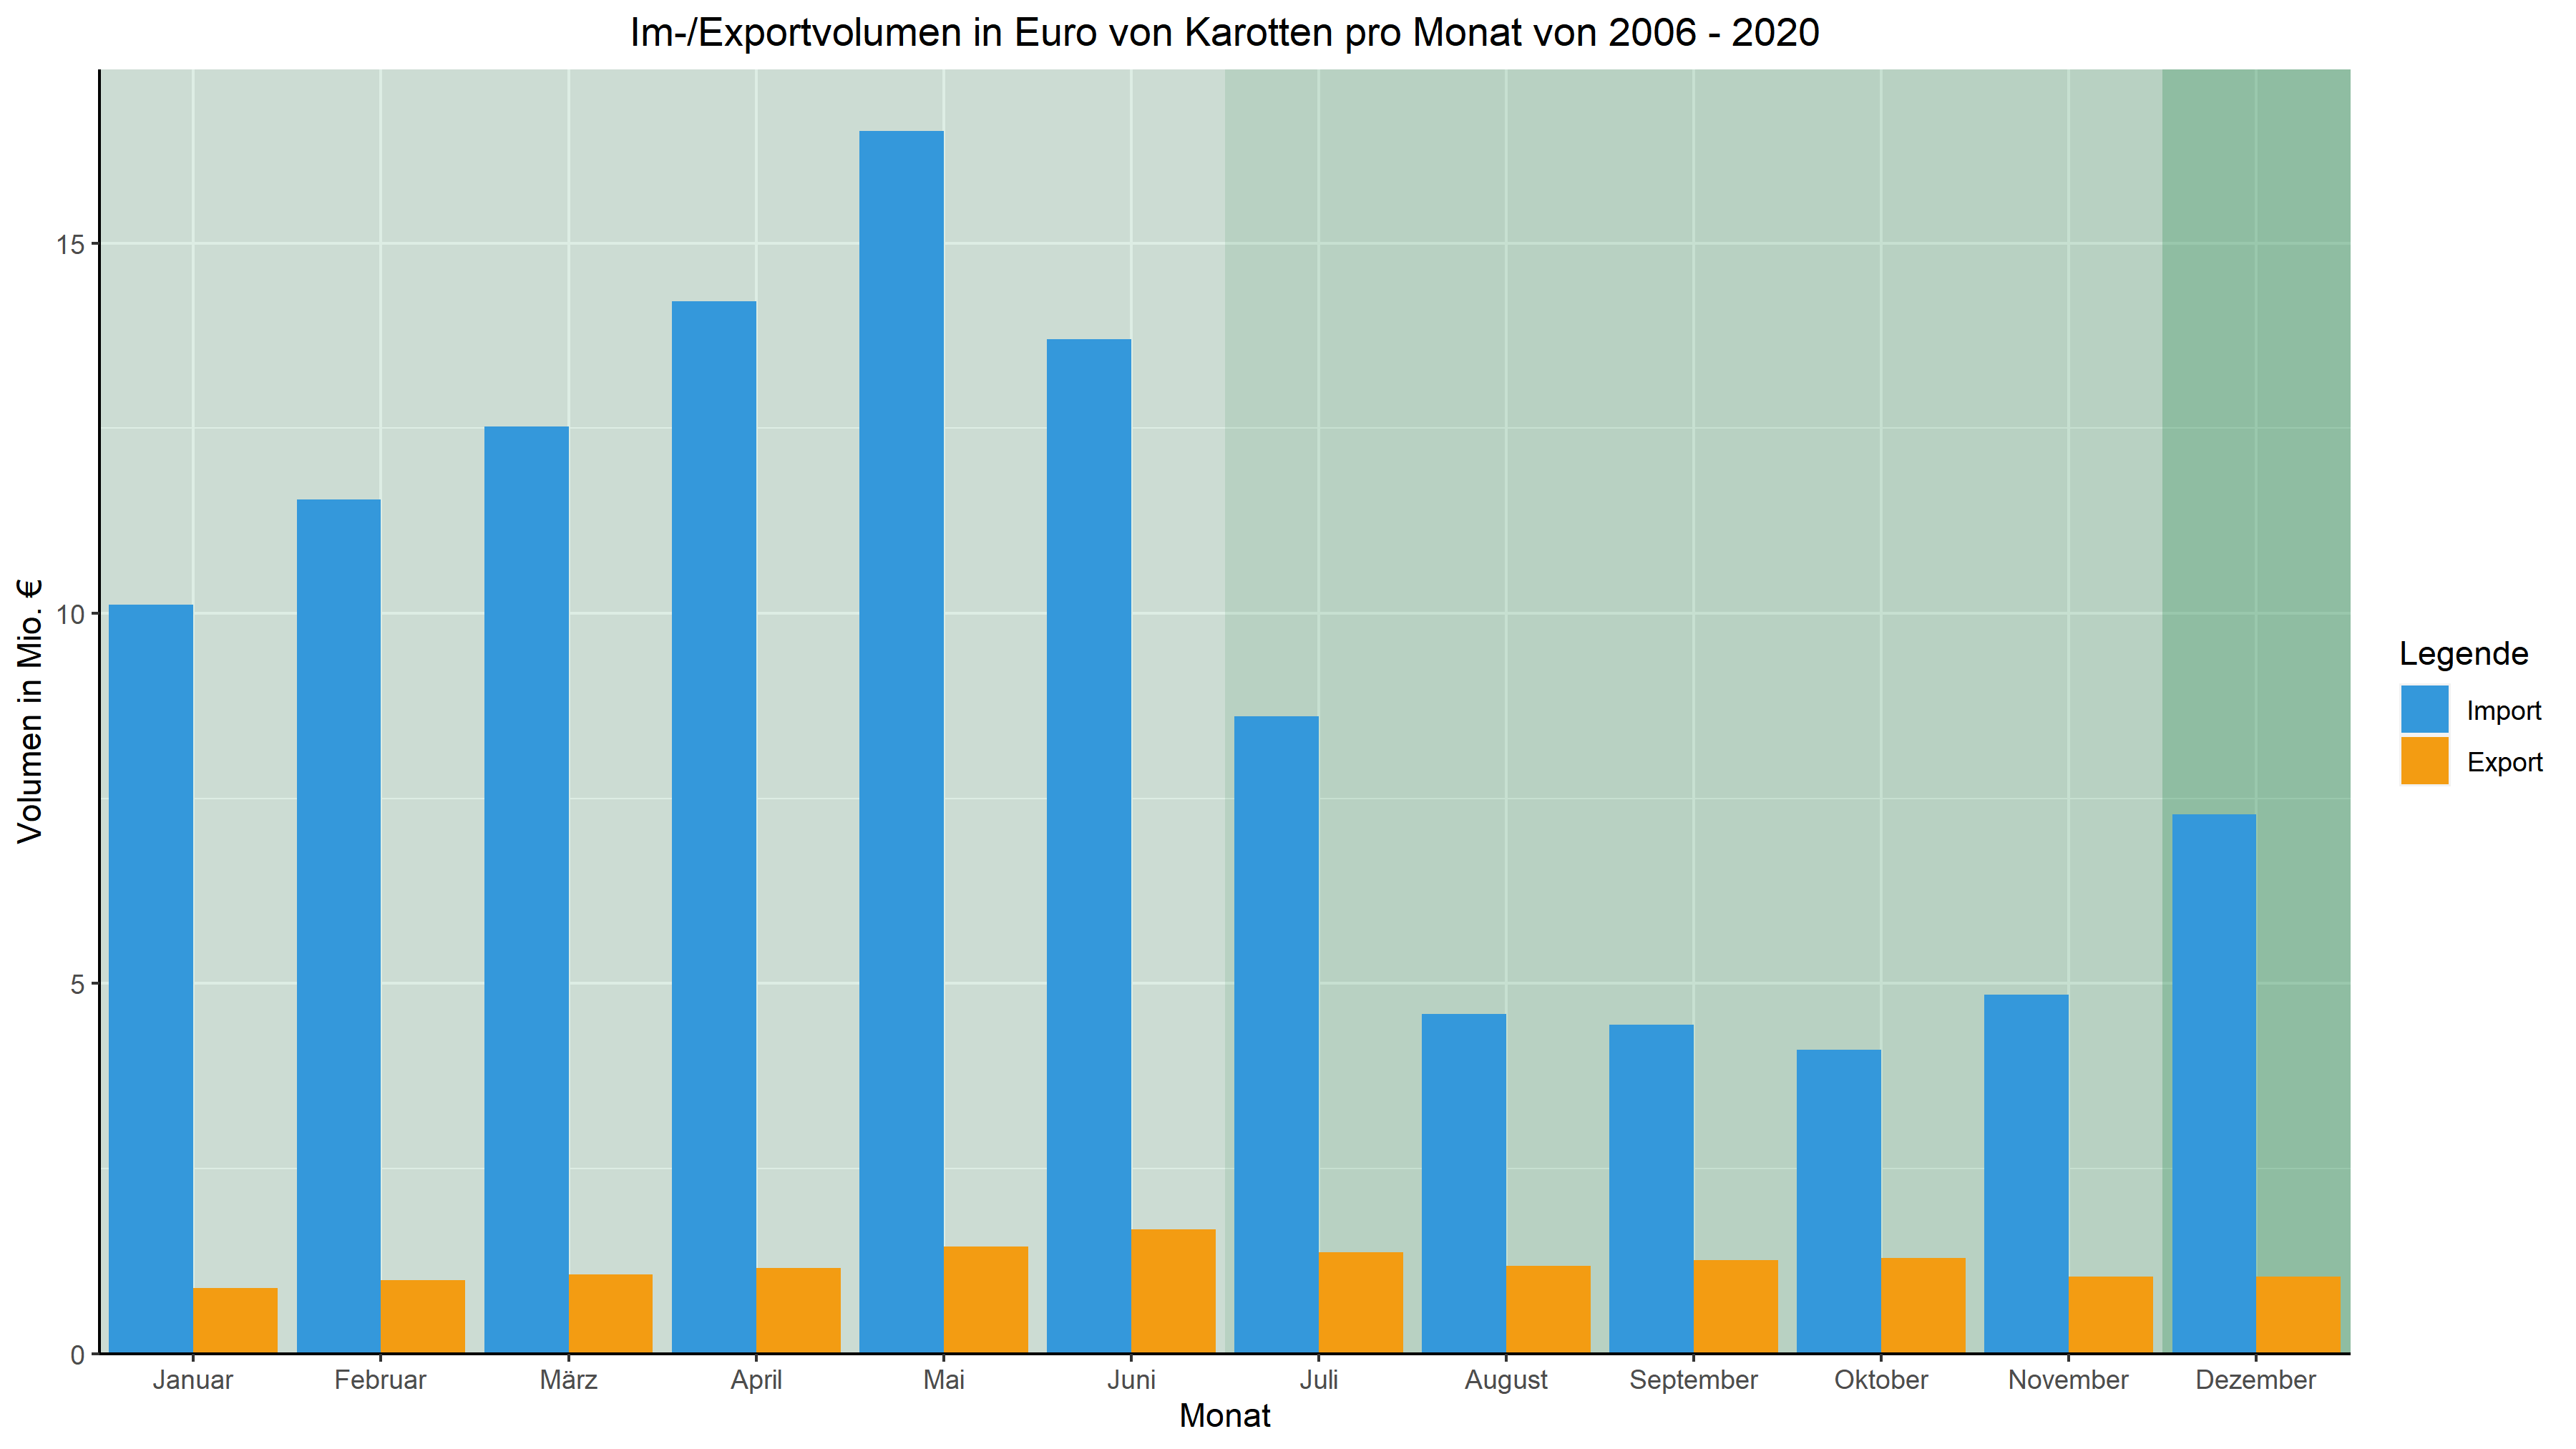 Im-/Exportvolumen in Euro von Karotten pro Monat von 2006 - 2020
Volumen in Mio. €
15
10
5
0
Januar Februar März April Mai Juni Juli August September Oktober November Dezember
Monat
Legende
Import
Export